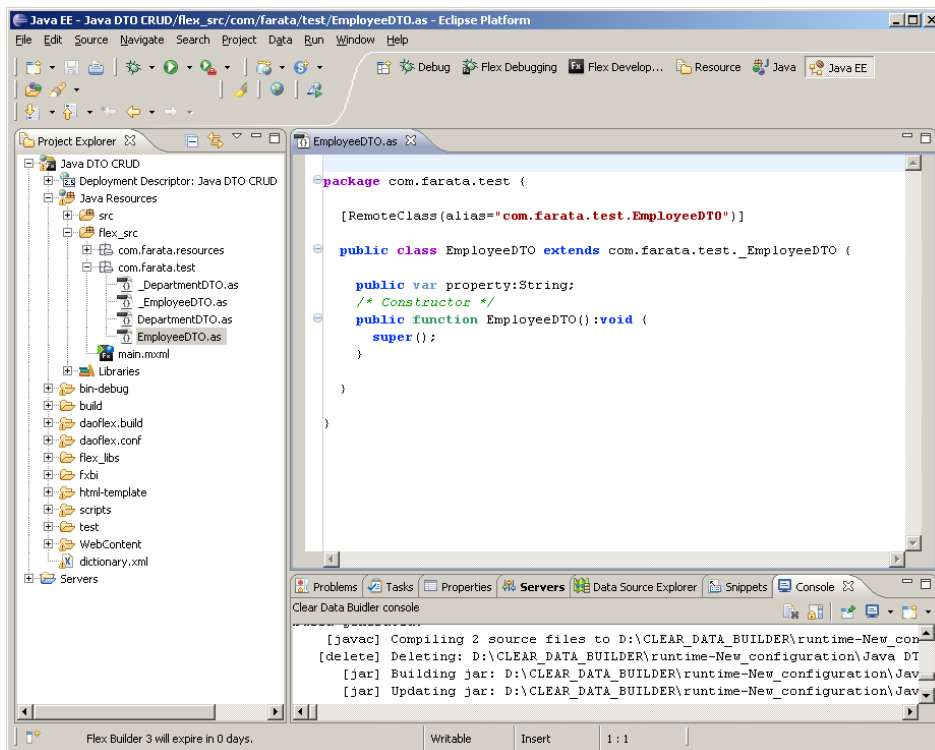 Java EE - Java DTO CRUD/flex_src/com/farata/test/EmployeeDTO.as - Eclipse Platform
File Edit Source Navigate Search Project Data Run Window Help
Debug Flex Debugging Flex Develop... Resource Java Java EE
Project Explorer
Java DTO CRUD
Deployment Descriptor: Java DTO CRUD
Java Resources
src
flex_src
com.farata.resources
com.farata.test
_DepartmentDTO.as
_EmployeeDTO.as
DepartmentDTO.as
EmployeeDTO.as
main.mxml
Libraries
bin-debug
build
daoflex.build
daoflex.conf
flex_libs
fxbi
html-template
scripts
test
WebContent
dictionary.xml
Servers
EmployeeDTO.as
package com.farata.test {
[RemoteClass(alias="com.farata.test.EmployeeDTO")]
public class EmployeeDTO extends com.farata.test._EmployeeDTO {
public var property:String;
/* Constructor */
public function EmployeeDTO():void {
super();
}
}
}
Problems Tasks Properties Servers Data Source Explorer Snippets Console
Clear Data Buidler console
[javac] Compiling 2 source files to D:\CLEAR_DATA_BUILDER\runtime-New_con
[delete] Deleting: D:\CLEAR_DATA_BUILDER\runtime-New_configuration\Java DT
[jar] Building jar: D:\CLEAR_DATA_BUILDER\runtime-New_configuration\Jav
[jar] Updating jar: D:\CLEAR_DATA_BUILDER\runtime-New_configuration\Jav
Flex Builder 3 will expire in 0 days. Writable Insert 1 : 1